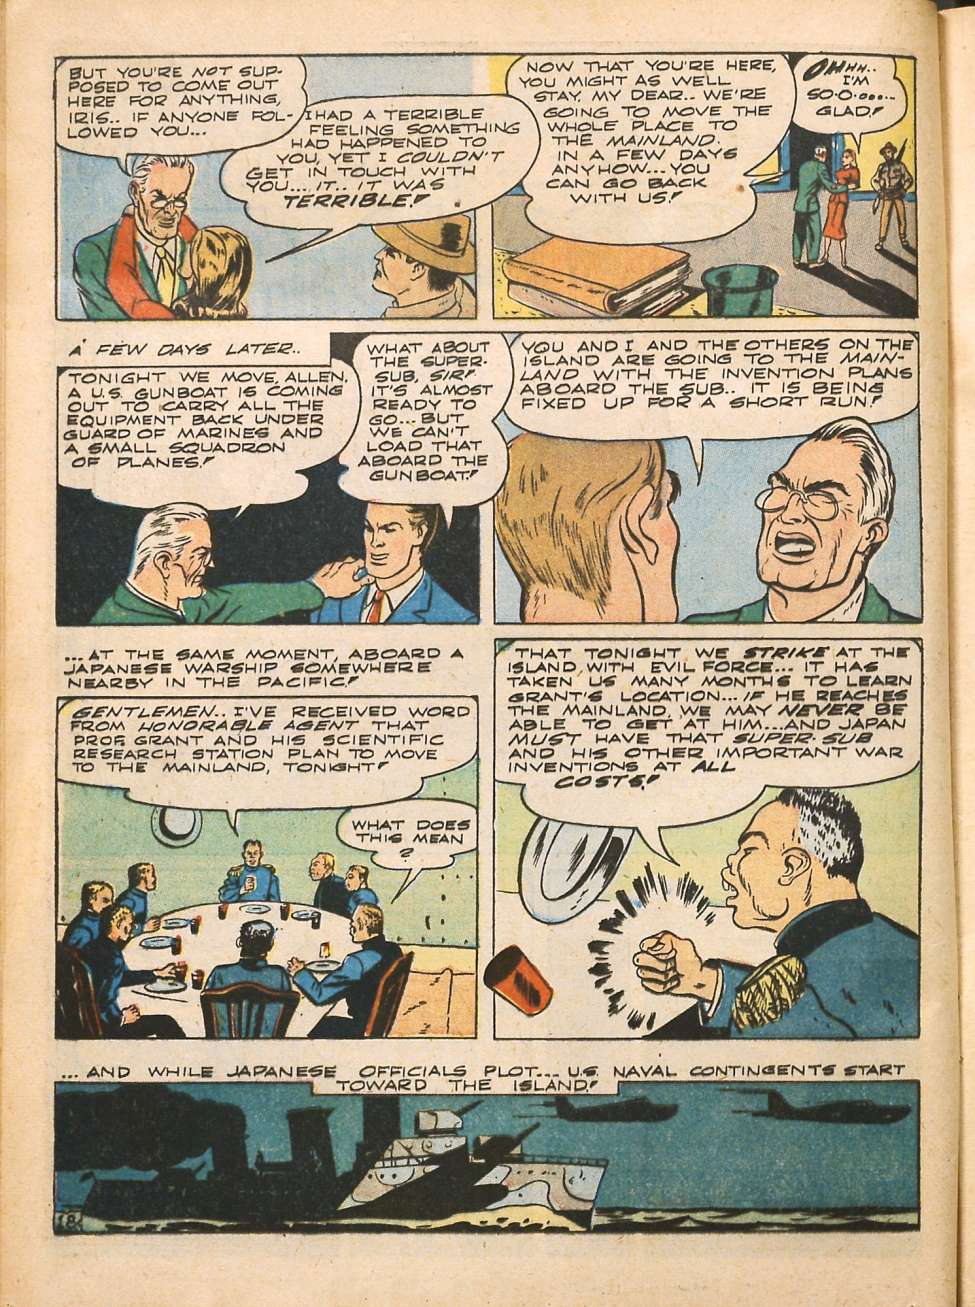 BUT YOU'RE NOT SUP-
POSED TO COME OUT
HERE FOR ANYTHING,
IRIS.. IF ANYONE FOL-
LOWED YOU...
I HAD A TERRIBLE
FEELING SOMETHING
HAD HAPPENED TO
YOU, YET I COULDN'T
GET IN TOUCH WITH
YOU... IT.. IT WAS
TERRIBLE!
NOW THAT YOU'RE HERE,
YOU MIGHT AS WELL
STAY, MY DEAR.. WE'RE
GOING TO MOVE THE
WHOLE PLACE TO
THE MAINLAND.
IN A FEW DAYS
ANYHOW... YOU
CAN GO BACK
WITH US!
OHHH..
I'M
SO-O-OOO...
GLAD!
A FEW DAYS LATER..
TONIGHT WE MOVE, ALLEN.
A U.S. GUNBOAT IS COMING
OUT TO CARRY ALL THE
EQUIPMENT BACK UNDER
GUARD OF MARINES AND
A SMALL SQUADRON
OF PLANES!
WHAT ABOUT
THE SUPER-
SUB, SIR!
IT'S ALMOST
READY TO
GO... BUT
WE CAN'T
LOAD THAT
ABOARD THE
GUNBOAT!
YOU AND I AND THE OTHERS ON THE
ISLAND ARE GOING TO THE MAIN-
LAND WITH THE INVENTION PLANS
ABOARD THE SUB.. IT IS BEING
FIXED UP FOR A SHORT RUN!
...AT THE SAME MOMENT, ABOARD A
JAPANESE WARSHIP SOMEWHERE
NEARBY IN THE PACIFIC!
GENTLEMEN.. I'VE RECEIVED WORD
FROM HONORABLE AGENT THAT
PROF. GRANT AND HIS SCIENTIFIC
RESEARCH STATION PLAN TO MOVE
TO THE MAINLAND, TONIGHT!
WHAT DOES
THIS MEAN
?
THAT TONIGHT, WE STRIKE AT THE
ISLAND, WITH EVIL FORCE... IT HAS
TAKEN US MANY MONTHS TO LEARN
GRANT'S LOCATION... IF HE REACHES
THE MAINLAND, WE MAY NEVER BE
ABLE TO GET AT HIM... AND JAPAN
MUST HAVE THAT SUPER-SUB
AND HIS OTHER IMPORTANT WAR
INVENTIONS AT ALL
COSTS!
... AND WHILE JAPANESE OFFICIALS PLOT... U.S. NAVAL CONTINGENTS START
TOWARD THE ISLAND!
8